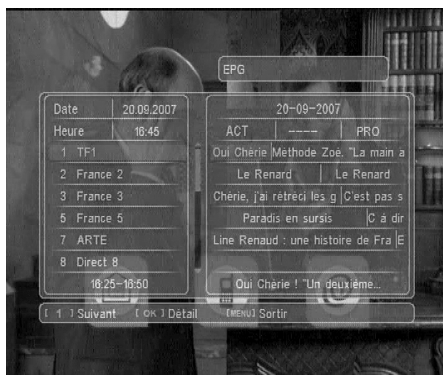 EPG
Date 20.09.2007
Heure 16:45
1 TF1
2 France 2
3 France 3
5 France 5
7 ARTE
8 Direct 8
16:25~16:50
20-09-2007
ACT ---- PRO
Oui Chérie Méthode Zoé. "La main a
Le Renard Le Renard
Chérie, j'ai rétréci les g C'est pas s
Paradis en sursis C à dir
Line Renaud : une histoire de Fra E
Oui Chérie ! "Un deuxième...
[ 1 ] Suivant [ OK ] Détail [MENU] Sortir